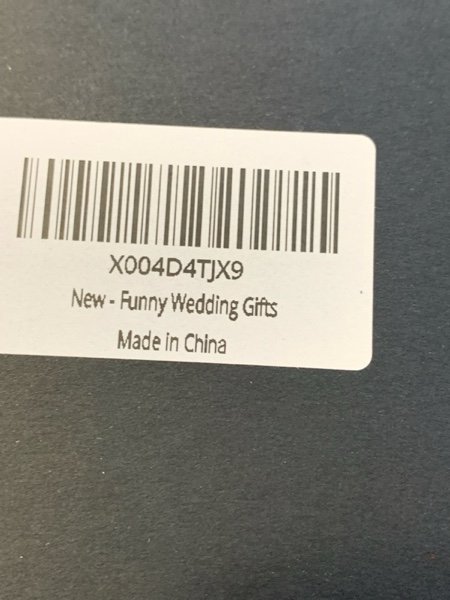 X004D4TJX9
New - Funny Wedding Gifts
Made in China